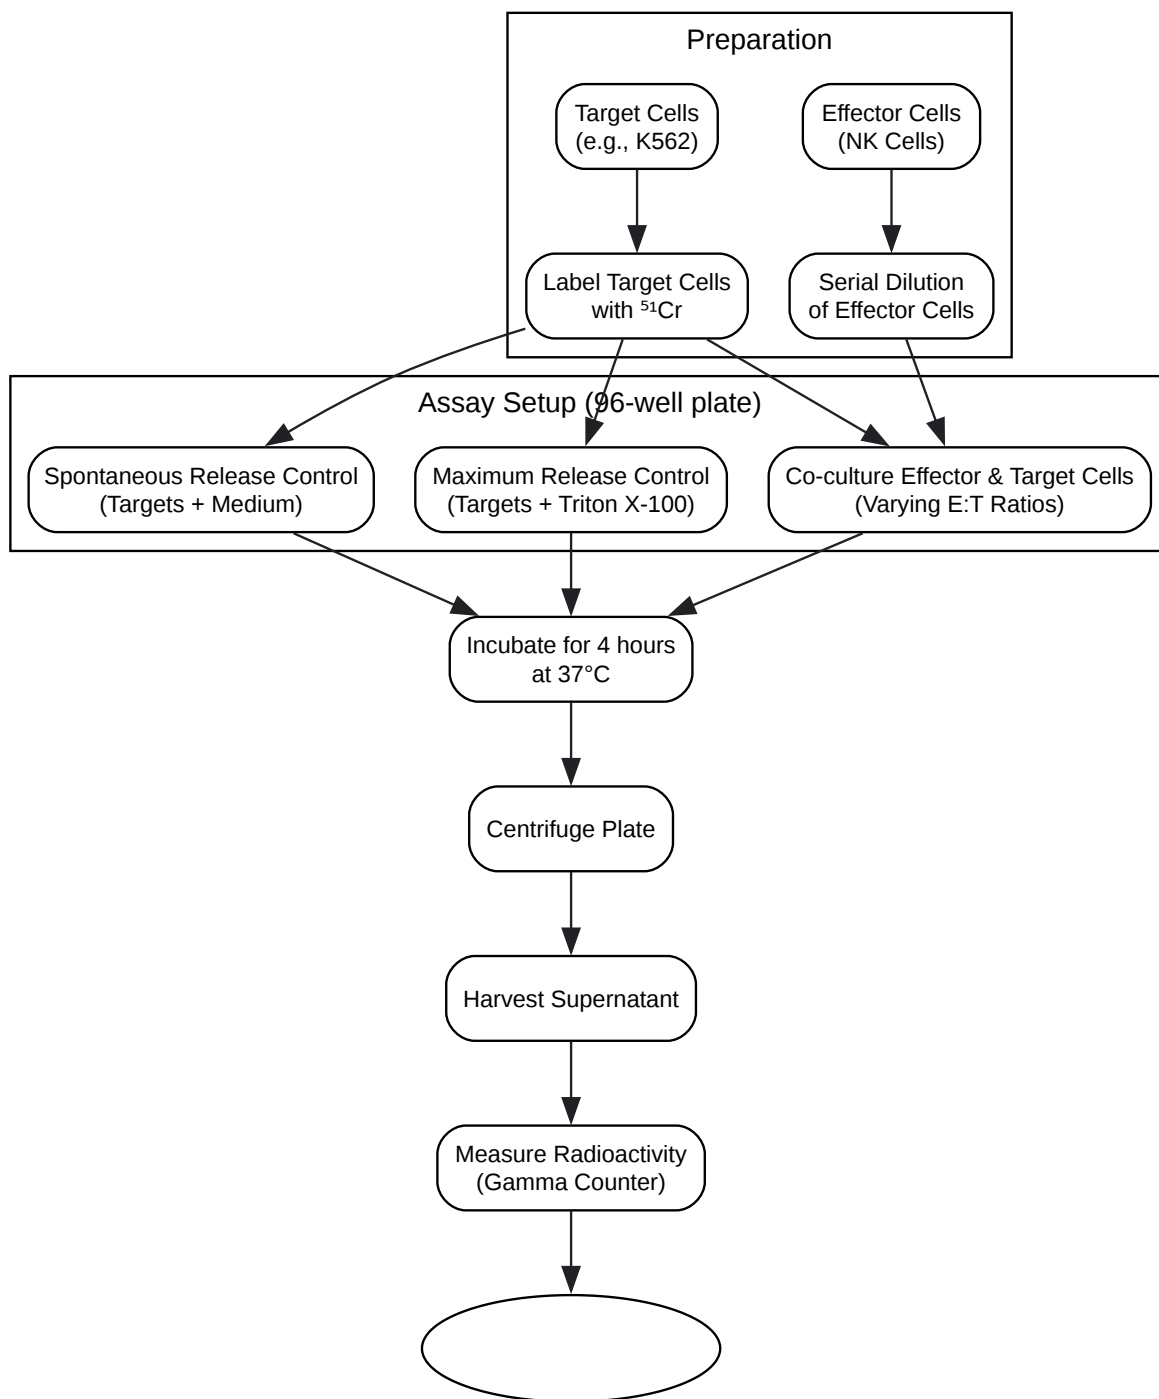 Preparation
Target Cells
(e.g., K562)
Effector Cells
(NK Cells)
Label Target Cells
with ⁵¹Cr
Serial Dilution
of Effector Cells
Assay Setup (96-well plate)
Spontaneous Release Control
(Targets + Medium)
Maximum Release Control
(Targets + Triton X-100)
Co-culture Effector & Target Cells
(Varying E:T Ratios)
Incubate for 4 hours
at 37°C
Centrifuge Plate
Harvest Supernatant
Measure Radioactivity
(Gamma Counter)